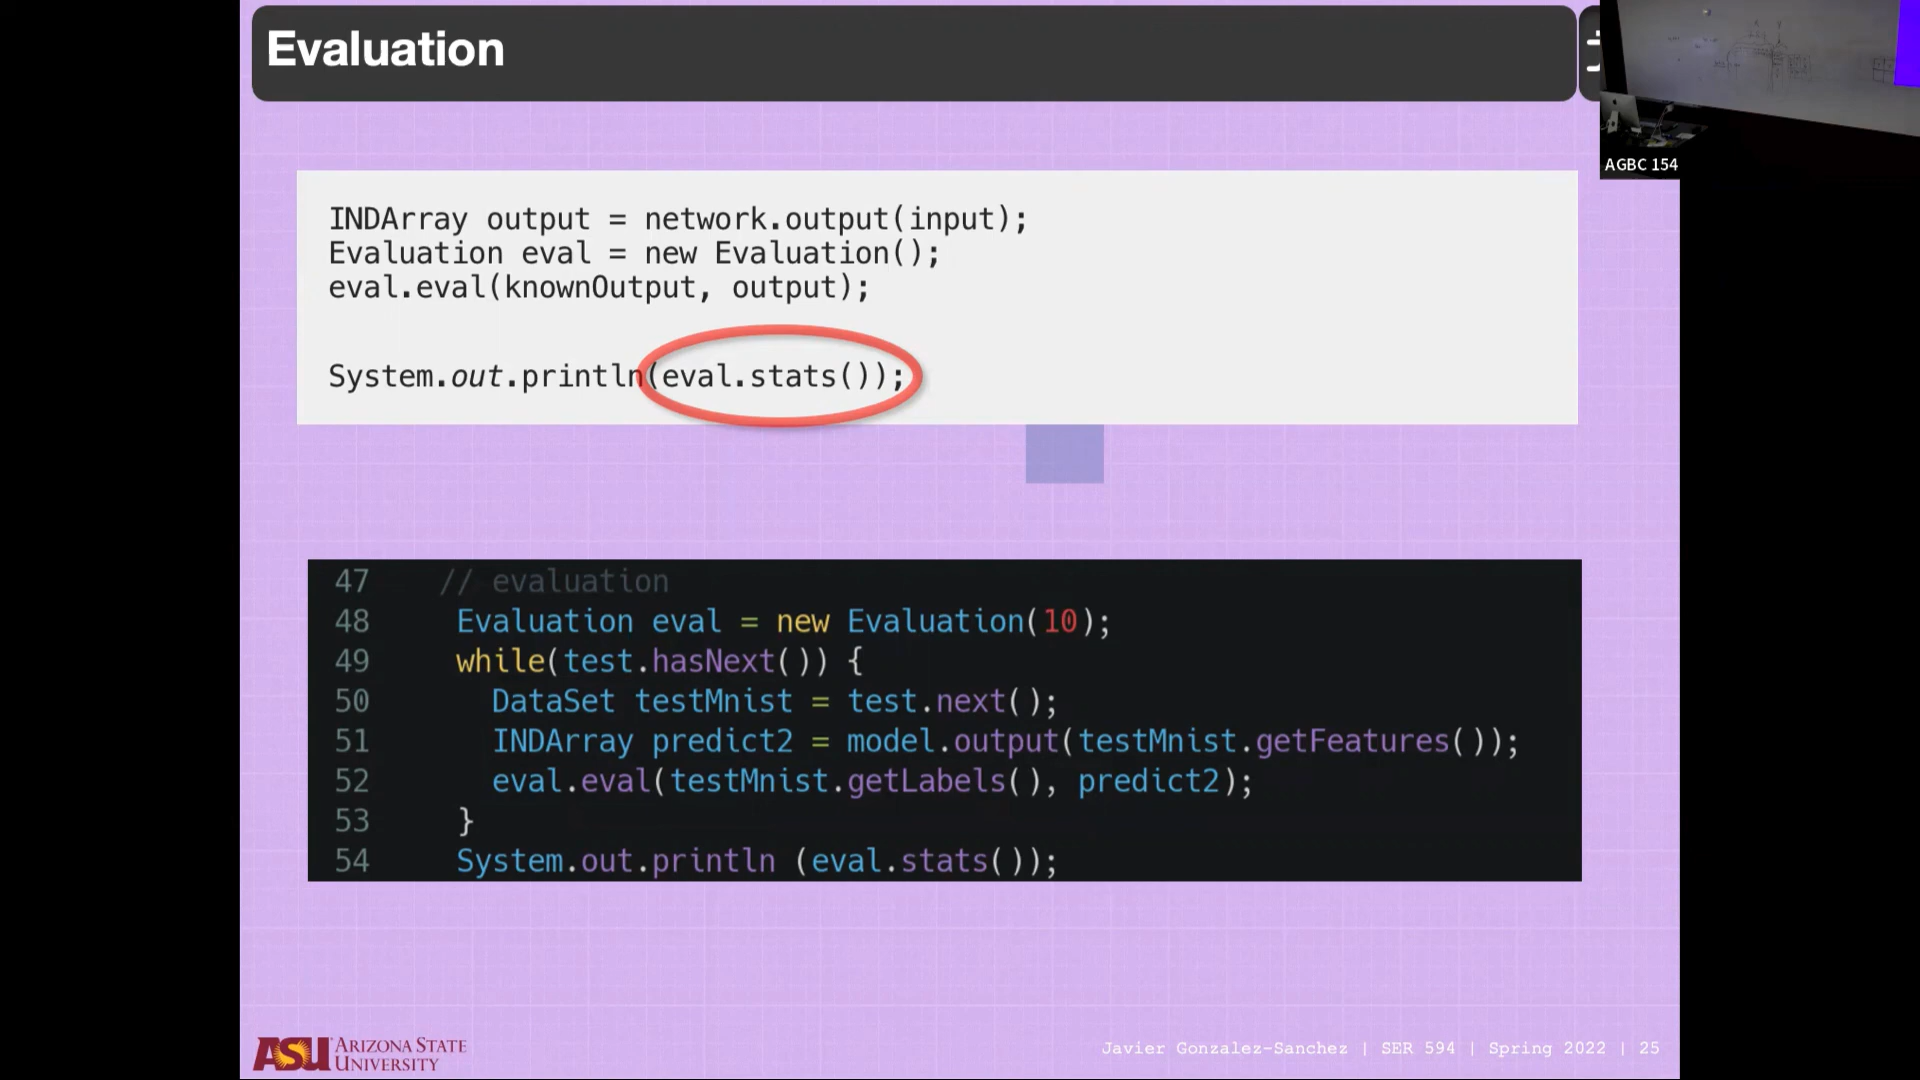 Evaluation
AGBC 154
INDArray output = network.output(input);
Evaluation eval = new Evaluation();
eval.eval(knownOutput, output);
System.out.println(eval.stats());
47 // evaluation
48 Evaluation eval = new Evaluation(10);
49 while(test.hasNext()) {
50 DataSet testMnist = test.next();
51 INDArray predict2 = model.output(testMnist.getFeatures());
52 eval.eval(testMnist.getLabels(), predict2);
53 }
54 System.out.println (eval.stats());
ASU ARIZONA STATE
UNIVERSITY
Javier Gonzalez-Sanchez | SER 594 | Spring 2022 | 25